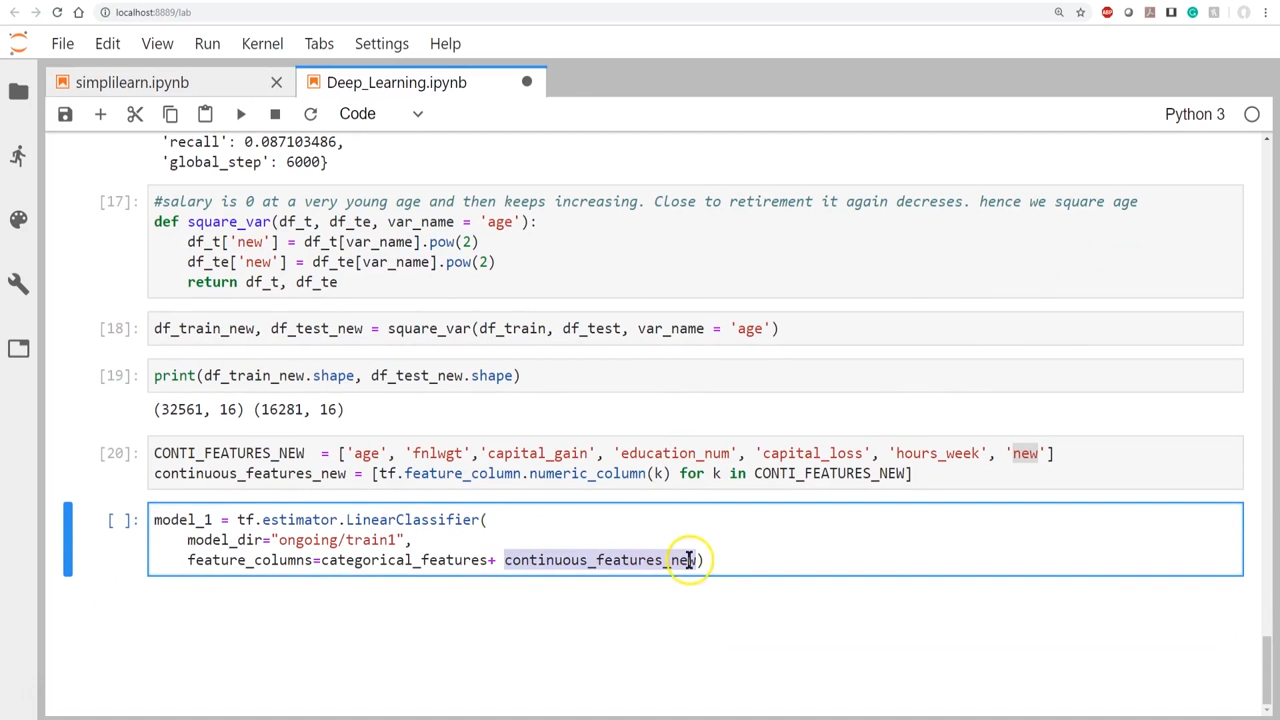 localhost:8889/lab
File Edit View Run Kernel Tabs Settings Help
simplilearn.ipynb Deep_Learning.ipynb
Code Python 3
'recall': 0.087103486,
'global_step': 6000}
[17]: #salary is 0 at a very young age and then keeps increasing. Close to retirement it again decreses. hence we square age
def square_var(df_t, df_te, var_name = 'age'):
df_t['new'] = df_t[var_name].pow(2)
df_te['new'] = df_te[var_name].pow(2)
return df_t, df_te
[18]: df_train_new, df_test_new = square_var(df_train, df_test, var_name = 'age')
[19]: print(df_train_new.shape, df_test_new.shape)
(32561, 16) (16281, 16)
[20]: CONTI_FEATURES_NEW = ['age', 'fnlwgt','capital_gain', 'education_num', 'capital_loss', 'hours_week', 'new']
continuous_features_new = [tf.feature_column.numeric_column(k) for k in CONTI_FEATURES_NEW]
[ ]: model_1 = tf.estimator.LinearClassifier(
model_dir="ongoing/train1",
feature_columns=categorical_features+ continuous_features_new)